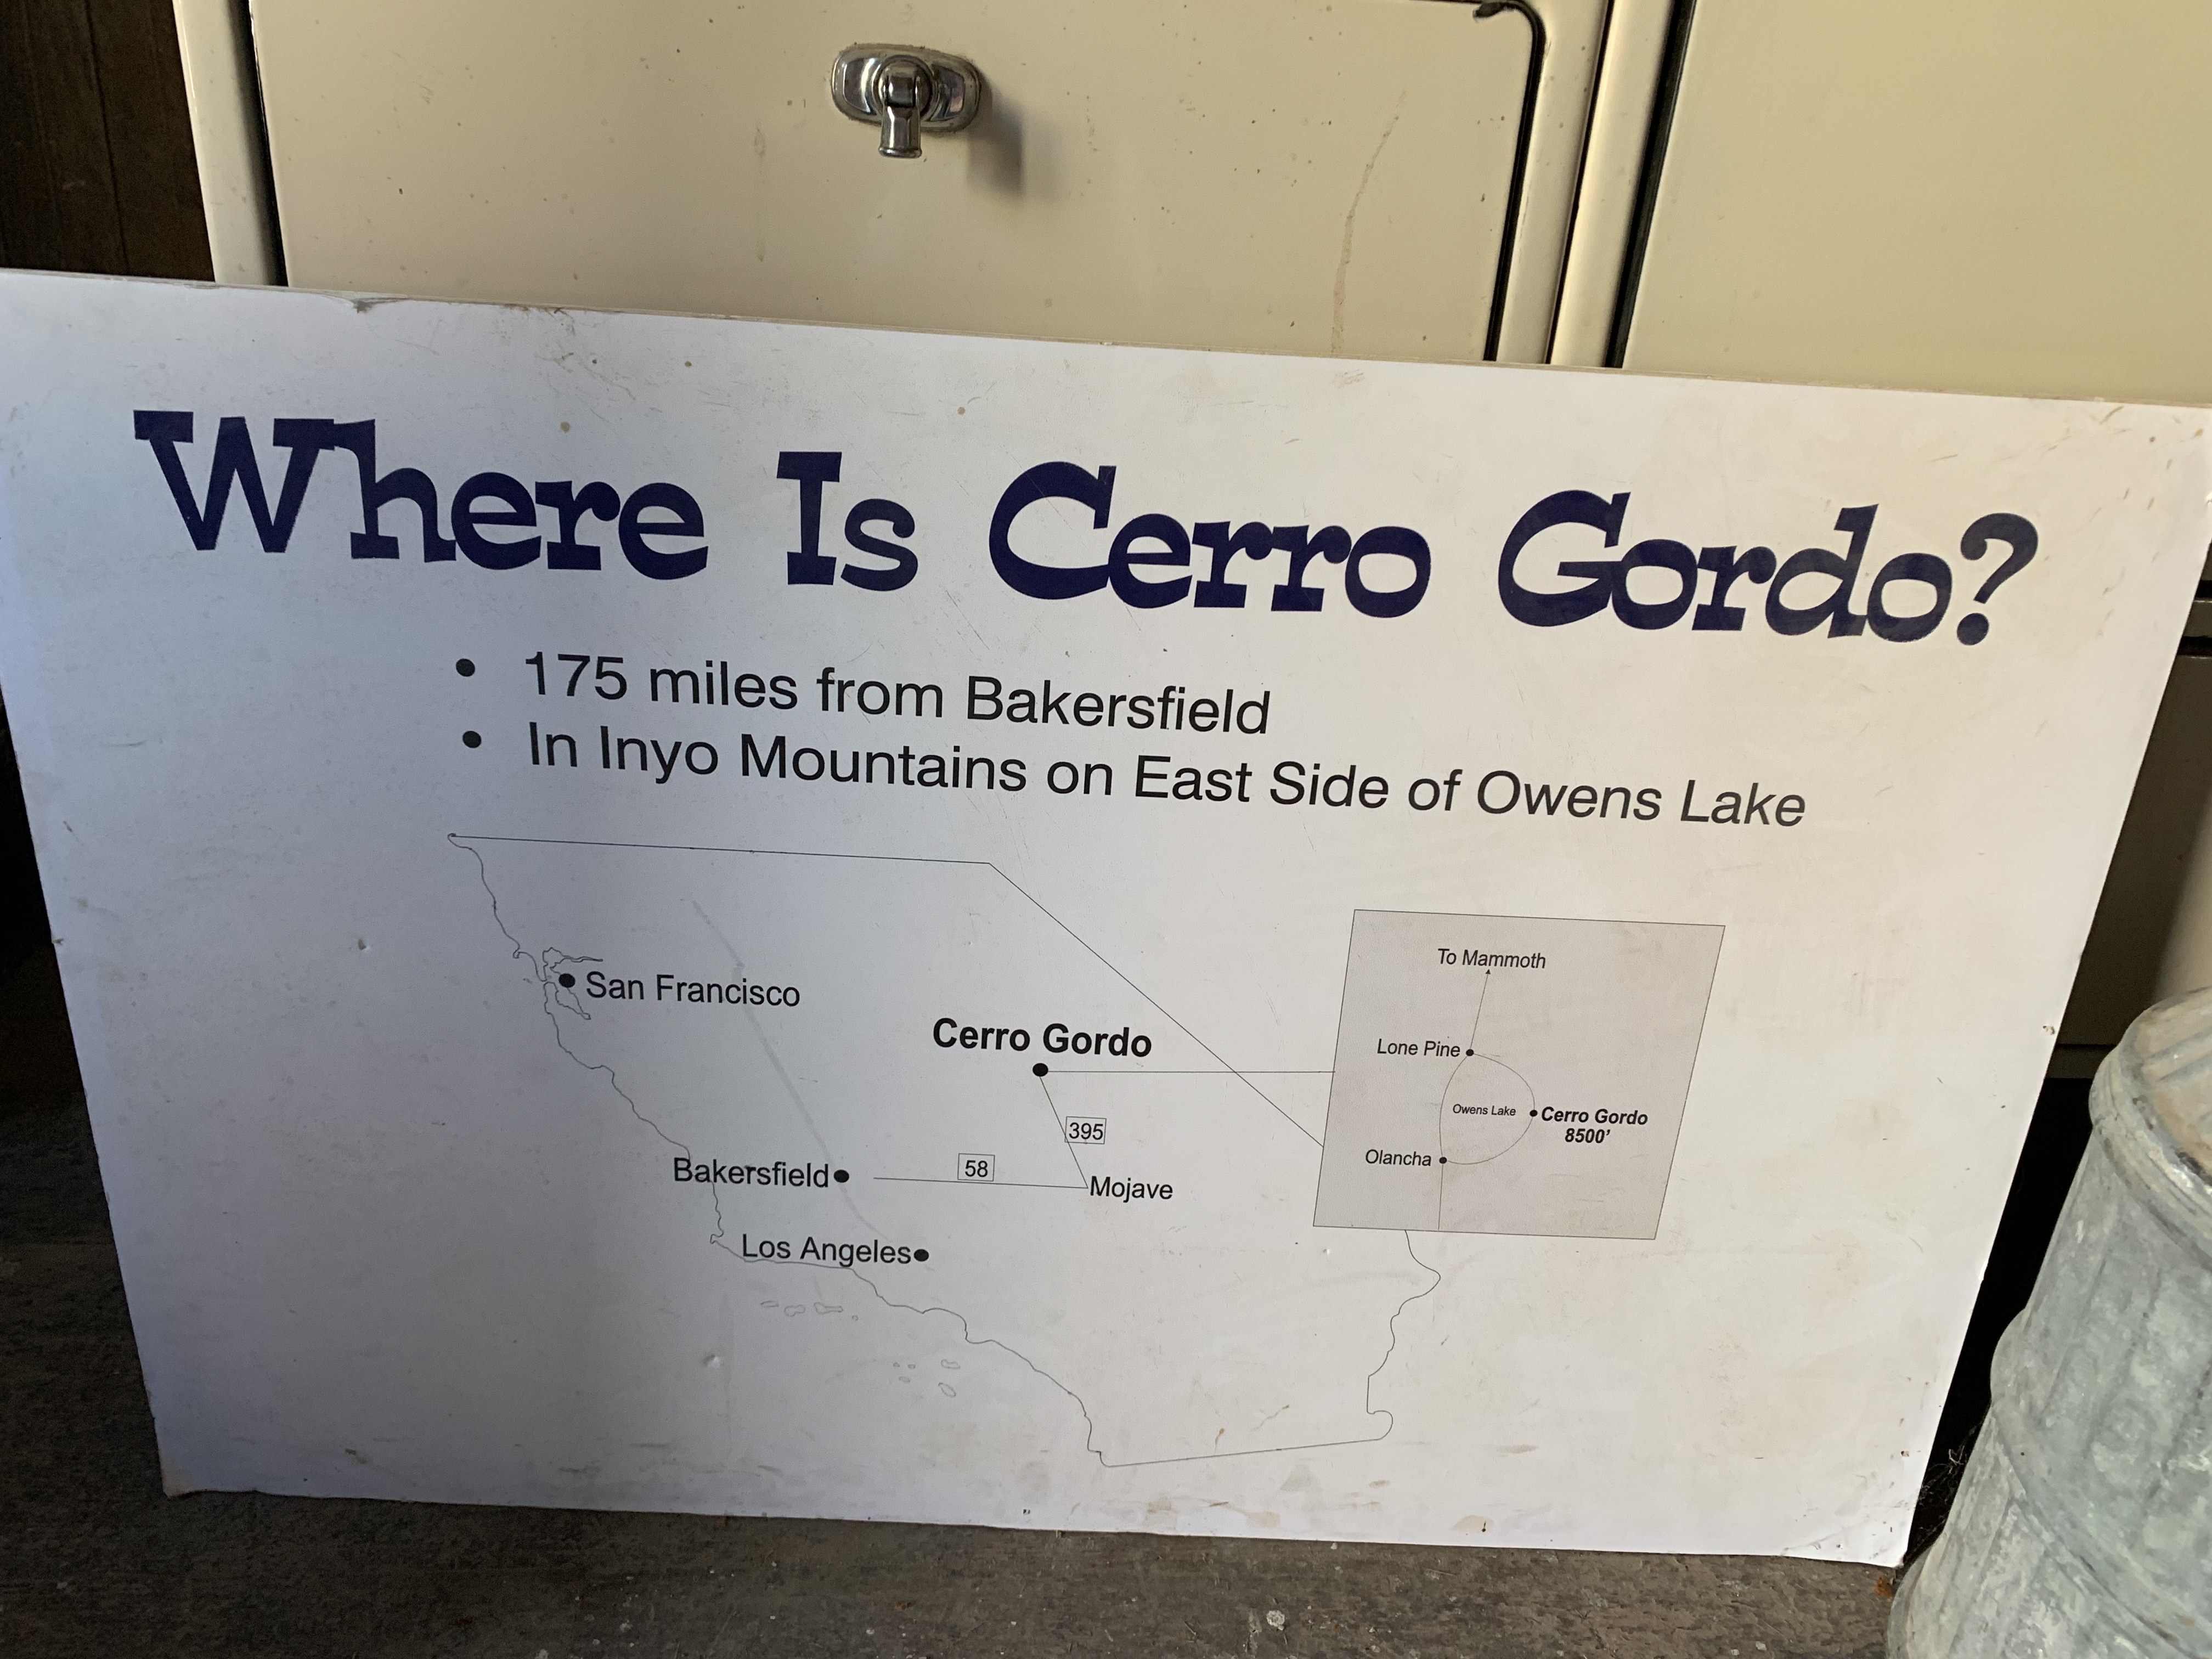 Where Is Cerro Gordo?
• 175 miles from Bakersfield
• In Inyo Mountains on East Side of Owens Lake
San Francisco
Cerro Gordo
395
58
Bakersfield
Mojave
Los Angeles
To Mammoth
Lone Pine
Owens Lake
Cerro Gordo
8500’
Olancha